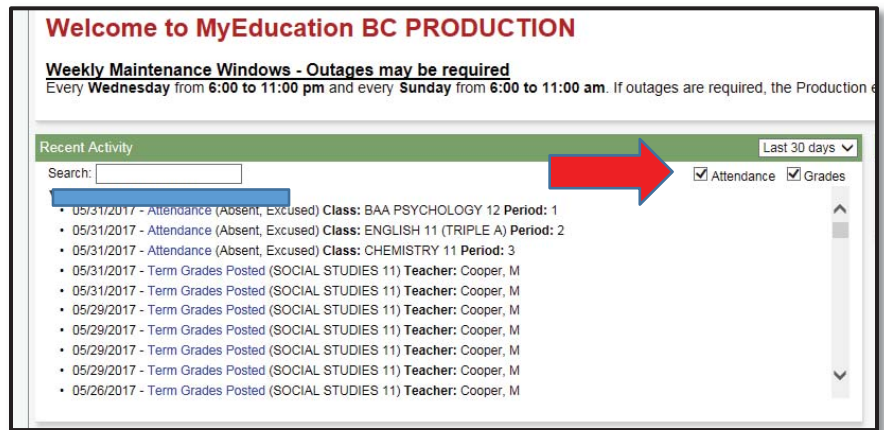 Welcome to MyEducation BC PRODUCTION
Weekly Maintenance Windows - Outages may be required
Every Wednesday from 6:00 to 11:00 pm and every Sunday from 6:00 to 11:00 am. If outages are required, the Production
Recent Activity Last 30 days
Search: Attendance Grades
• 05/31/2017 - Attendance (Absent, Excused) Class: BAA PSYCHOLOGY 12 Period: 1
• 05/31/2017 - Attendance (Absent, Excused) Class: ENGLISH 11 (TRIPLE A) Period: 2
• 05/31/2017 - Attendance (Absent, Excused) Class: CHEMISTRY 11 Period: 3
• 05/31/2017 - Term Grades Posted (SOCIAL STUDIES 11) Teacher: Cooper, M
• 05/31/2017 - Term Grades Posted (SOCIAL STUDIES 11) Teacher: Cooper, M
• 05/29/2017 - Term Grades Posted (SOCIAL STUDIES 11) Teacher: Cooper, M
• 05/29/2017 - Term Grades Posted (SOCIAL STUDIES 11) Teacher: Cooper, M
• 05/29/2017 - Term Grades Posted (SOCIAL STUDIES 11) Teacher: Cooper, M
• 05/29/2017 - Term Grades Posted (SOCIAL STUDIES 11) Teacher: Cooper, M
• 05/26/2017 - Term Grades Posted (SOCIAL STUDIES 11) Teacher: Cooper, M